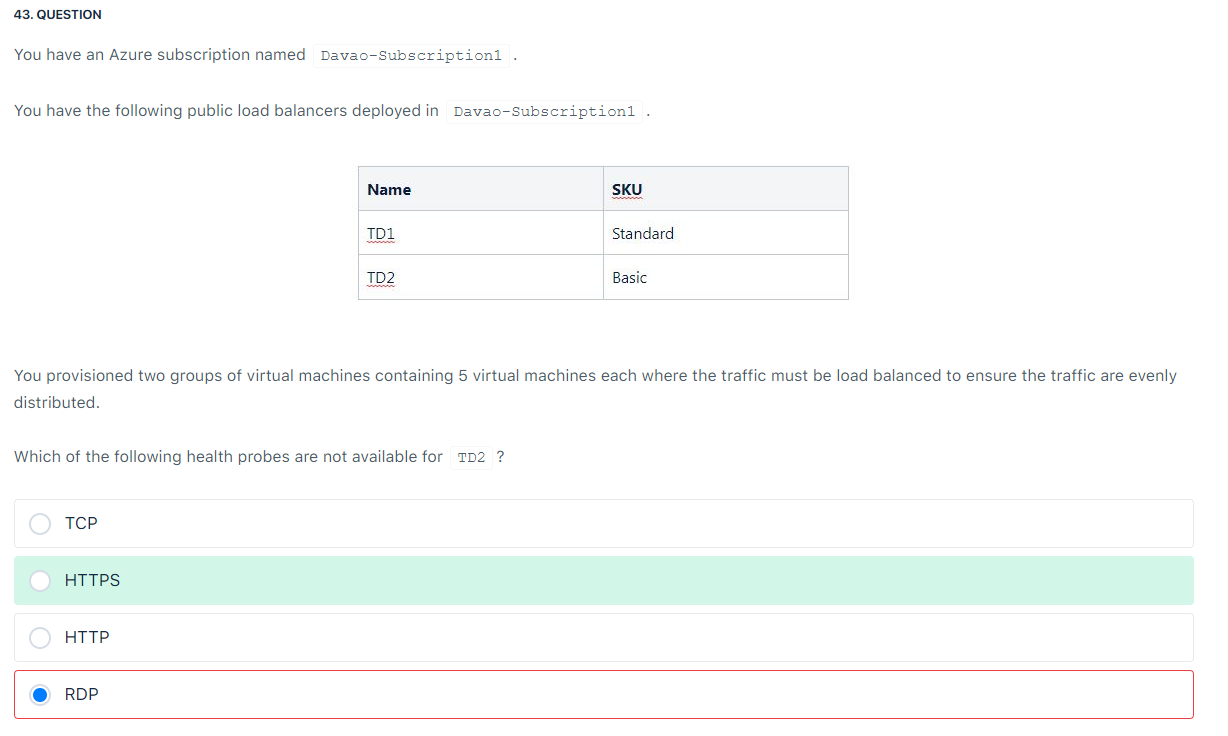 43. QUESTION
You have an Azure subscription named Davao-Subscription1 .
You have the following public load balancers deployed in Davao-Subscription1 .
Name SKU
TD1 Standard
TD2 Basic
You provisioned two groups of virtual machines containing 5 virtual machines each where the traffic must be load balanced to ensure the traffic are evenly
distributed.
Which of the following health probes are not available for TD2 ?
TCP
HTTPS
HTTP
RDP